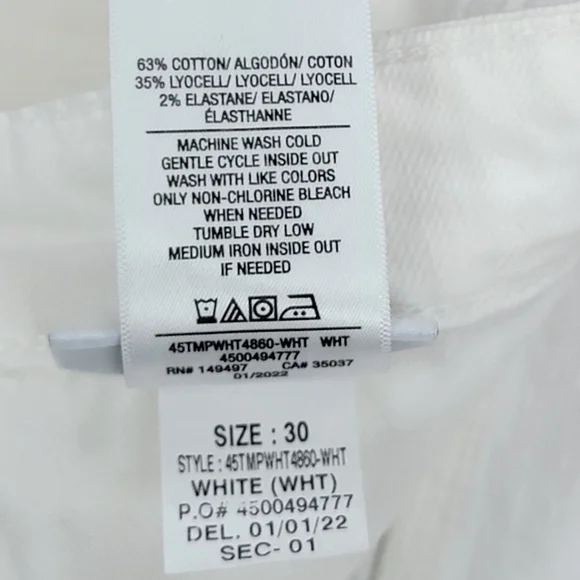 63% COTTON/ ALGODÓN/ COTON
35% LYOCELL/ LYOCELL/ LYOCELL
2% ELASTANE/ ELASTANO/
ÉLASTHANNE
MACHINE WASH COLD
GENTLE CYCLE INSIDE OUT
WASH WITH LIKE COLORS
ONLY NON-CHLORINE BLEACH
WHEN NEEDED
TUMBLE DRY LOW
MEDIUM IRON INSIDE OUT
IF NEEDED
45TMPWHT4860-WHT WHT
4500494777
RN# 149497 CA# 35037
01/2022
SIZE : 30
STYLE : 45TMPWHT4860-WHT
WHITE (WHT)
P.O# 4500494777
DEL. 01/01/22
SEC- 01